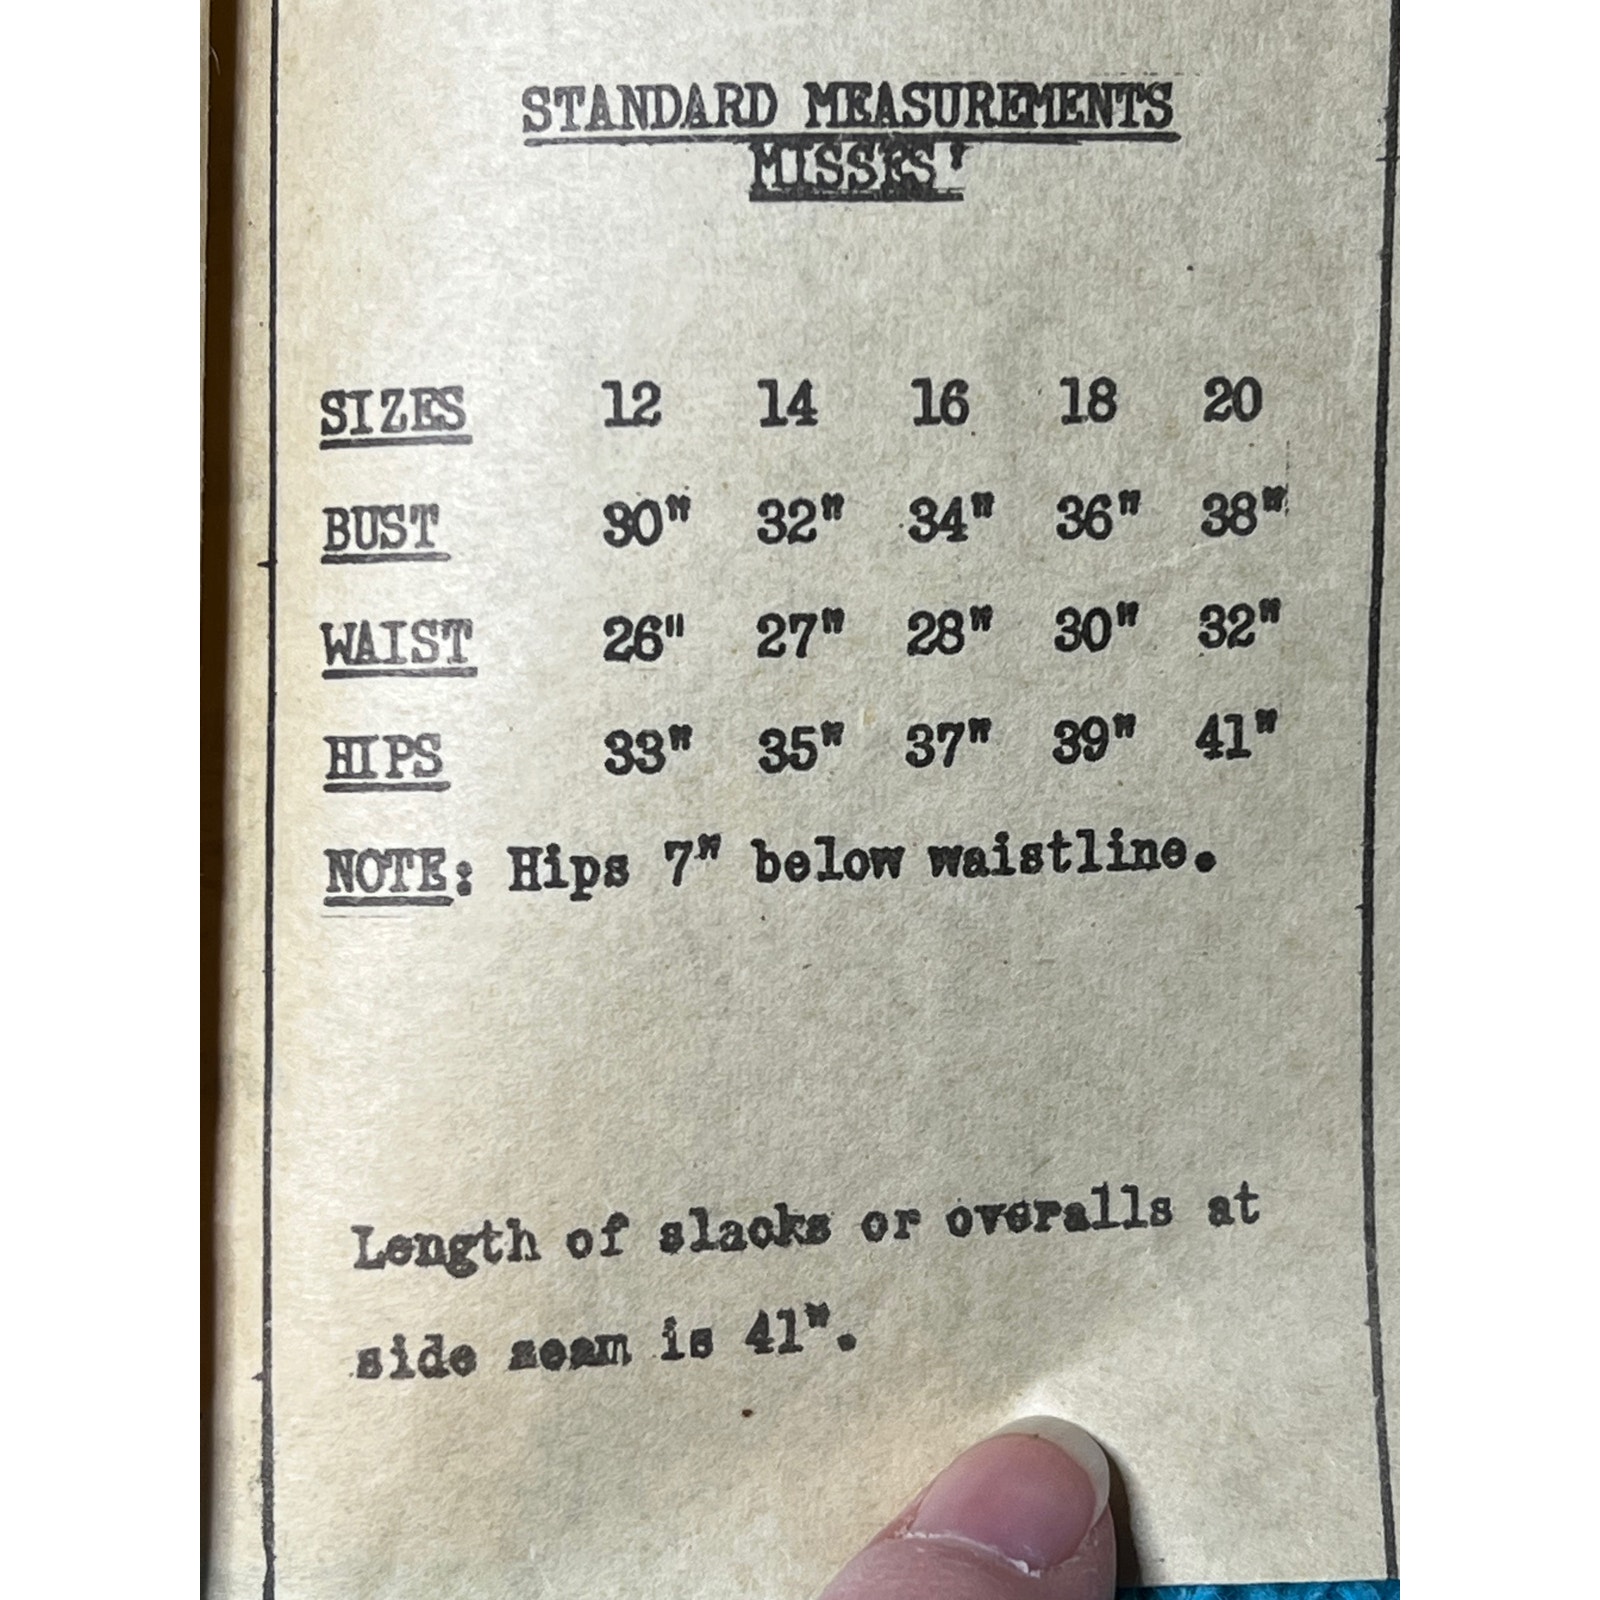 STANDARD MEASUREMENTS
MISSES'
SIZES 12 14 16 18 20
BUST 30" 32" 34" 36" 38"
WAIST 26" 27" 28" 30" 32"
HIPS 33" 35" 37" 39" 41"
NOTE: Hips 7" below waistline.
Length of slacks or overalls at
side seam is 41".